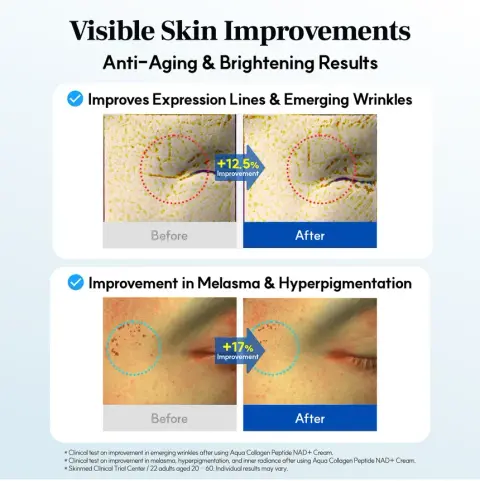 Visible Skin Improvements
Anti-Aging & Brightening Results
Improves Expression Lines & Emerging Wrinkles
+12.5%
Improvement
Before
After
Improvement in Melasma & Hyperpigmentation
+17%
Improvement
Before
After
* Clinical test on improvement in emerging wrinkles after using Aqua Collagen Peptide NAD+ Cream.
* Clinical test on improvement in melasma, hyperpigmentation, and inner radiance after using Aqua Collagen Peptide NAD+ Cream.
* Skinmed Clinical Trial Center / 22 adults aged 20 - 60. Individual results may vary.